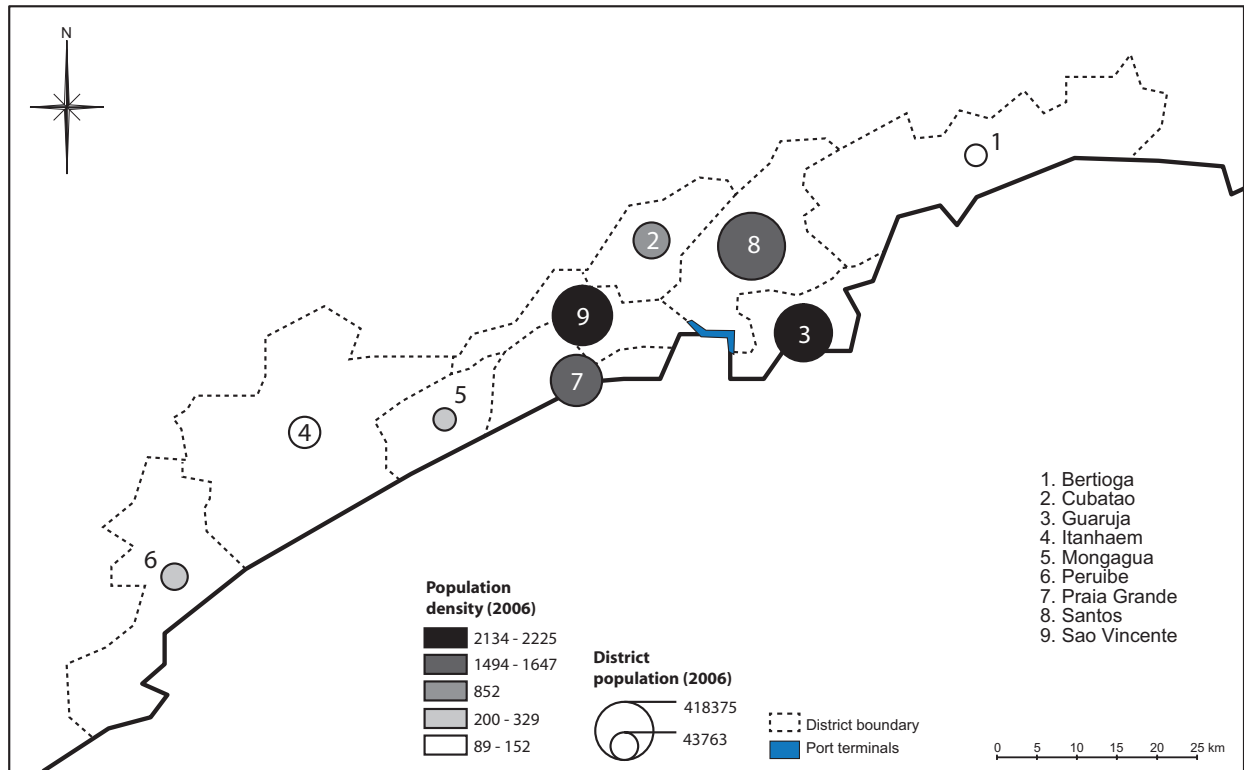 N
1
2
8
9
3
7
5
4
6
1. Bertioga
2. Cubatao
3. Guaruja
4. Itanhaem
5. Mongagua
6. Peruibe
7. Praia Grande
8. Santos
9. Sao Vincente
Population
density (2006)
2134 - 2225
1494 - 1647
852
200 - 329
89 - 152
District
population (2006)
418375
43763
District boundary
Port terminals
0 5 10 15 20 25 km